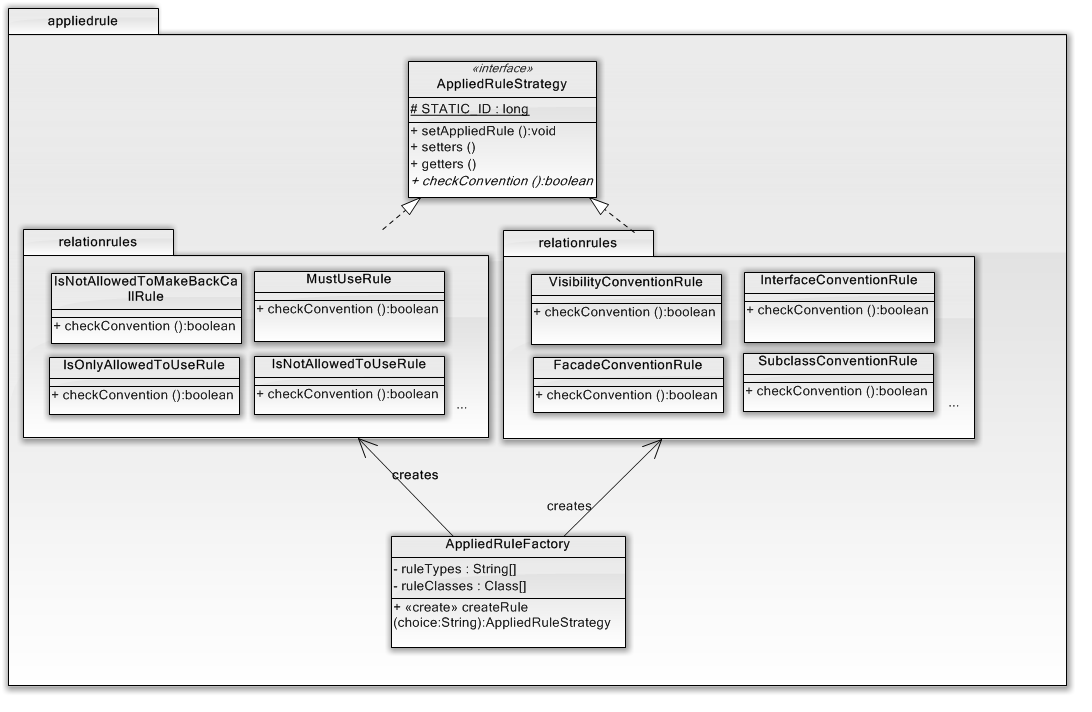 appliedrule
«interface»
AppliedRuleStrategy
# STATIC_ID : long
+ setAppliedRule ():void
+ setters ()
+ getters ()
+ checkConvention ():boolean
relationrules
IsNotAllowedToMakeBackCa
llRule
+ checkConvention ():boolean
MustUseRule
+ checkConvention ():boolean
IsOnlyAllowedToUseRule
+ checkConvention ():boolean
IsNotAllowedToUseRule
+ checkConvention ():boolean
...
relationrules
VisibilityConventionRule
+ checkConvention ():boolean
InterfaceConventionRule
+ checkConvention ():boolean
FacadeConventionRule
+ checkConvention ():boolean
SubclassConventionRule
+ checkConvention ():boolean
...
creates
creates
AppliedRuleFactory
- ruleTypes : String[]
- ruleClasses : Class[]
+ «create» createRule
(choice:String):AppliedRuleStrategy